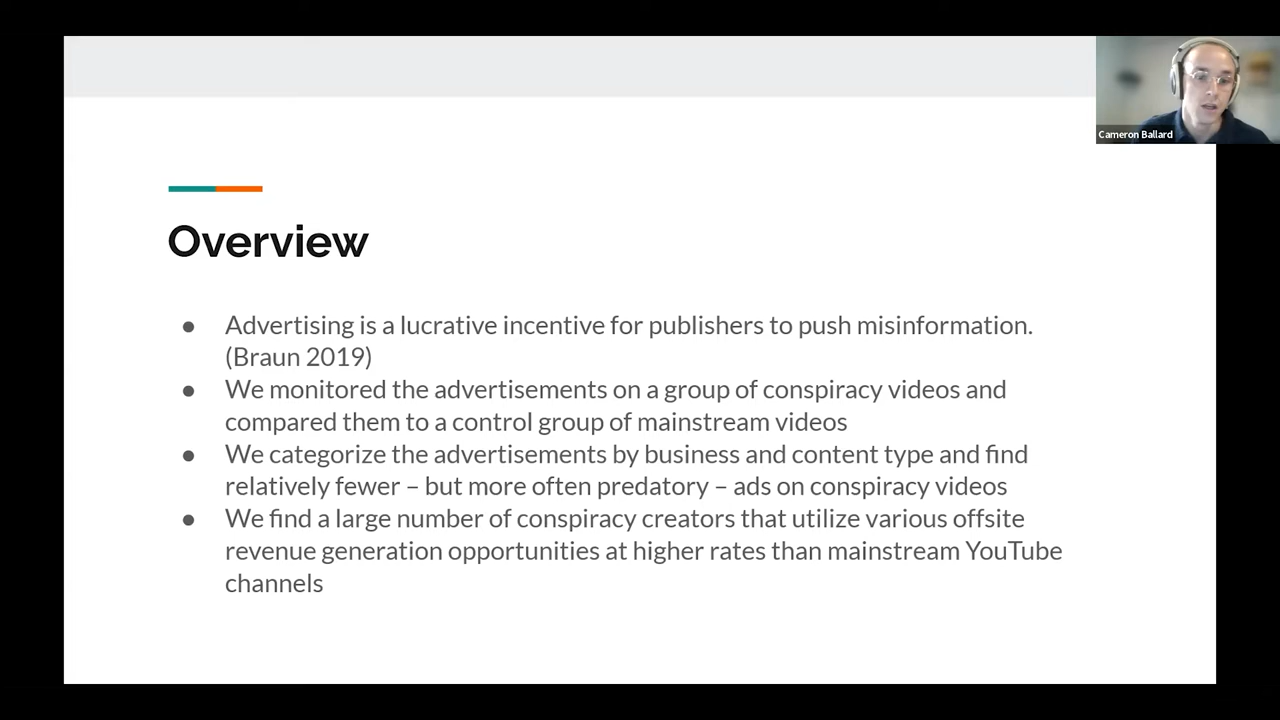 Cameron Ballard
Overview
● Advertising is a lucrative incentive for publishers to push misinformation.
(Braun 2019)
● We monitored the advertisements on a group of conspiracy videos and
compared them to a control group of mainstream videos
● We categorize the advertisements by business and content type and find
relatively fewer – but more often predatory – ads on conspiracy videos
● We find a large number of conspiracy creators that utilize various offsite
revenue generation opportunities at higher rates than mainstream YouTube
channels